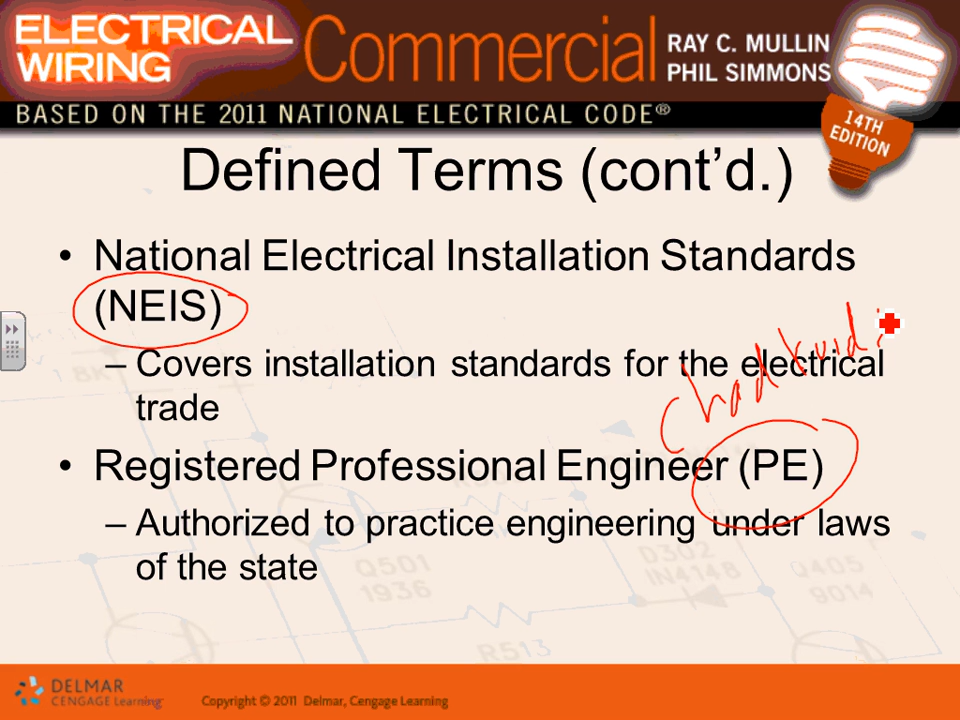 ELECTRICAL
WIRING
Commercial
RAY C. MULLIN
PHIL SIMMONS
BASED ON THE 2011 NATIONAL ELECTRICAL CODE®
14TH
EDITION
Defined Terms (cont’d.)
• National Electrical Installation Standards
(NEIS)
– Covers installation standards for the electrical
trade
Chad
• Registered Professional Engineer (PE)
– Authorized to practice engineering under laws
of the state
Q501
1936
D302
IN4148
Q405
9014
R513
DELMAR
CENGAGE Learning
Copyright © 2011 Delmar, Cengage Learning